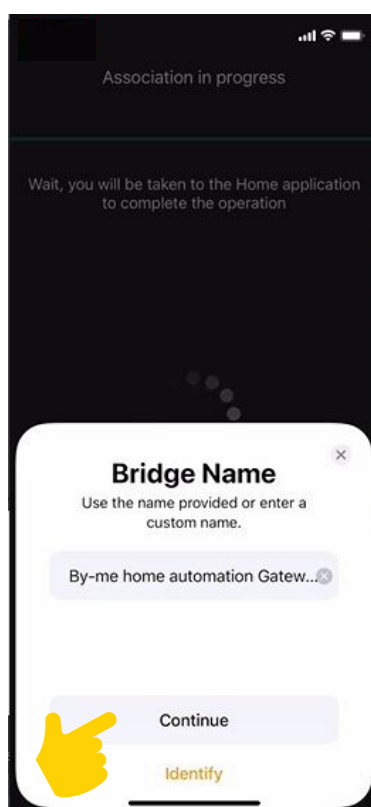 Association in progress
Wait, you will be taken to the Home application
to complete the operation
Bridge Name
Use the name provided or enter a
custom name.
By-me home automation Gatew...
Continue
Identify